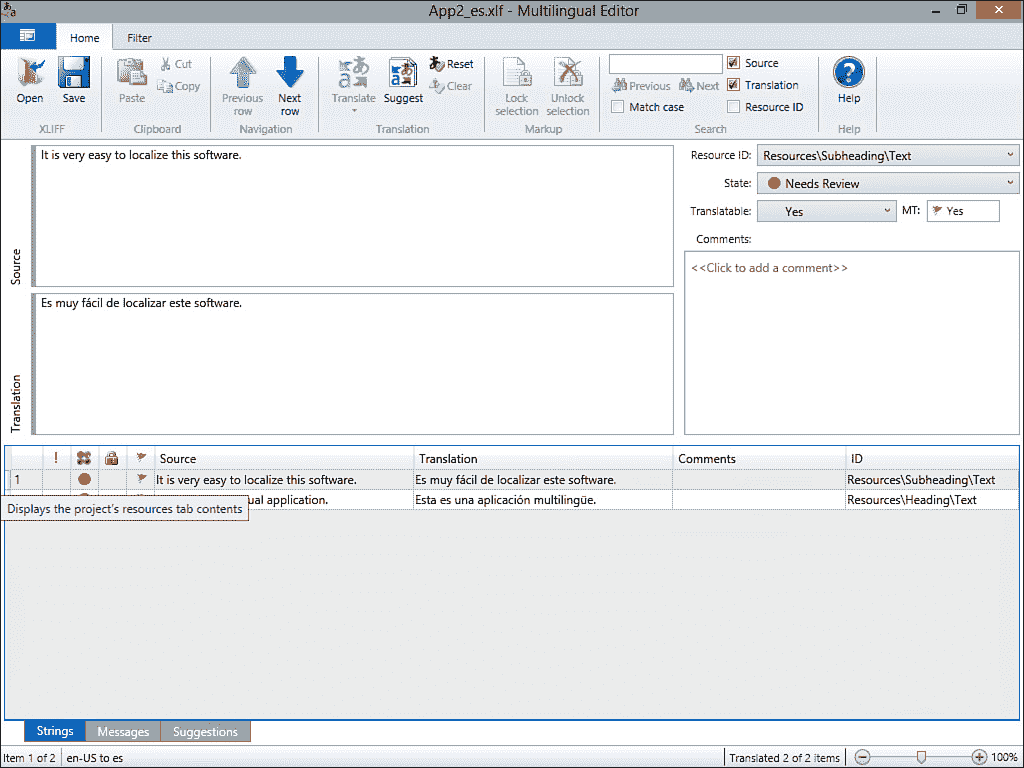 App2_es.xlf - Multilingual Editor
Home Filter
Open Save Paste Cut Copy Previous row Next row Translate Suggest Reset Clear Lock selection Unlock selection Previous Next Match case Source Translation Resource ID Help
XLIFF Clipboard Navigation Translation Markup Search Help
Source
It is very easy to localize this software.
Translation
Es muy fácil de localizar este software.
Resource ID: Resources\Subheading\Text
State: Needs Review
Translatable: Yes MT: Yes
Comments:
<<Click to add a comment>>
! Source Translation Comments ID
1 It is very easy to localize this software. Es muy fácil de localizar este software. Resources\Subheading\Text
ual application. Esta es una aplicación multilingüe. Resources\Heading\Text
Displays the project's resources tab contents
Strings Messages Suggestions
Item 1 of 2 en-US to es Translated 2 of 2 items 100%